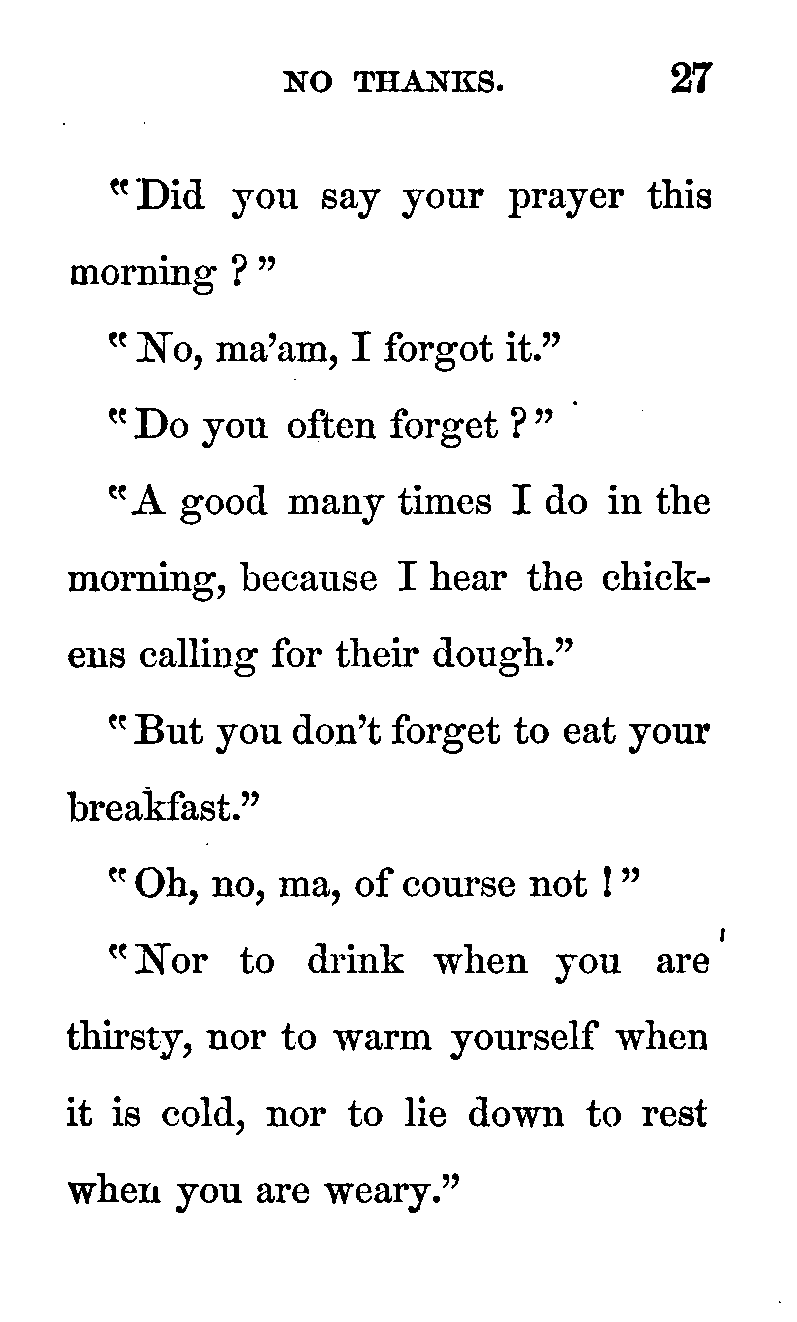 NO THANKS. 27
"Did you say your prayer this
morning ?"
"No, ma'am, I forgot it."
"Do you often forget ?"
"A good many times I do in the
morning, because I hear the chick-
ens calling for their dough."
"But you don't forget to eat your
breakfast."
"Oh, no, ma, of course not !"
"Nor to drink when you are
thirsty, nor to warm yourself when
it is cold, nor to lie down to rest
when you are weary."